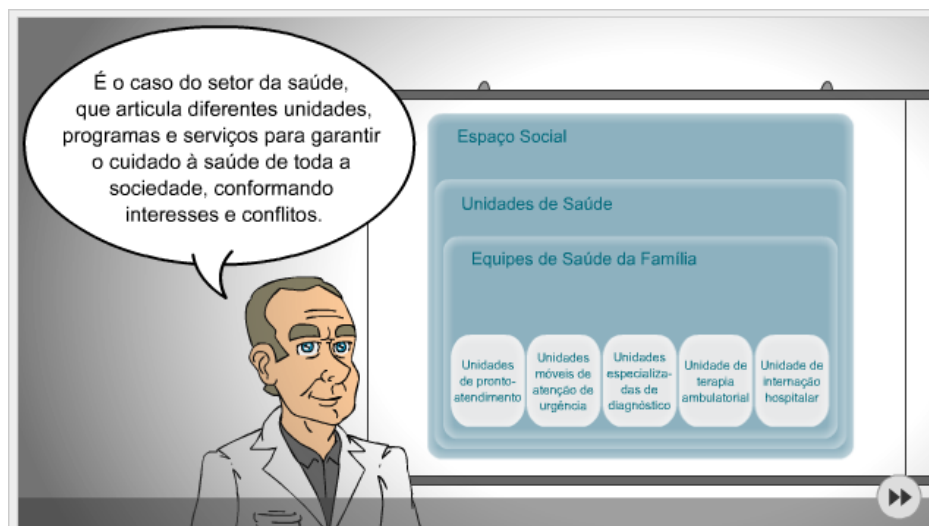 É o caso do setor da saúde,
que articula diferentes unidades,
programas e serviços para garantir
o cuidado à saúde de toda a
sociedade, conformando
interesses e conflitos.
Espaço Social
Unidades de Saúde
Equipes de Saúde da Família
Unidades
de pronto-
atendimento
Unidades
móveis de
atenção de
urgência
Unidades
especializa-
das de
diagnóstico
Unidade de
terapia
ambulatorial
Unidade de
internação
hospitalar